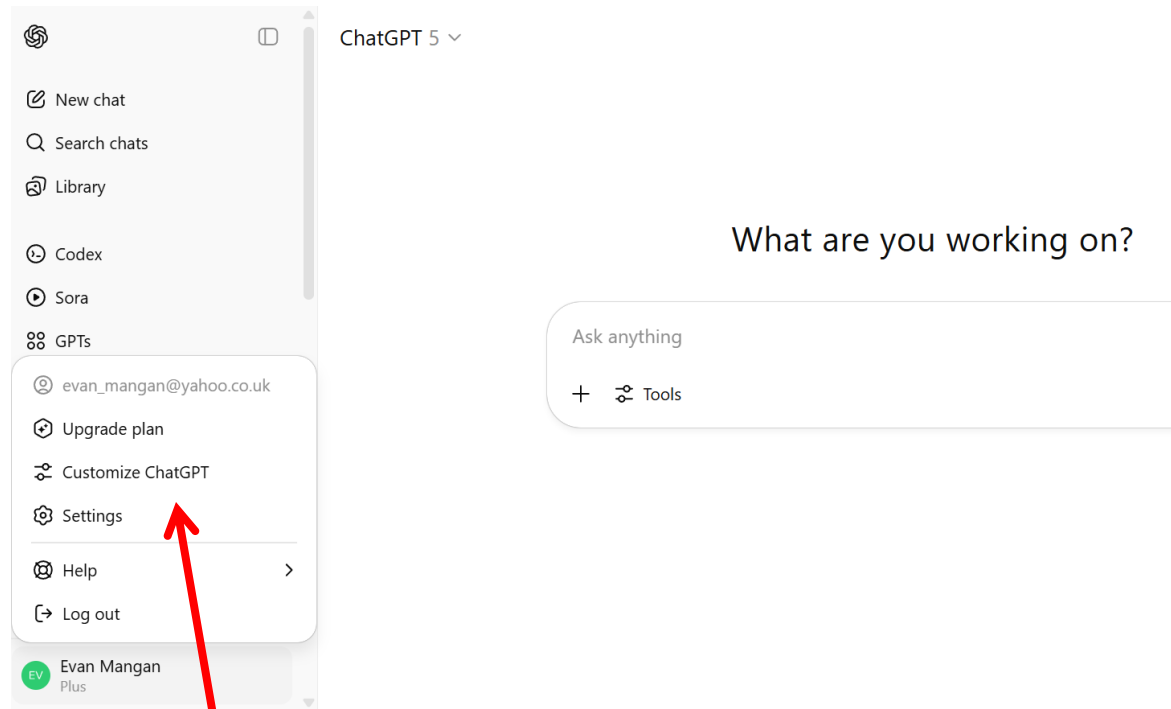 ChatGPT 5
New chat
Search chats
Library
Codex
Sora
GPTs
evan_mangan@yahoo.co.uk
Upgrade plan
Customize ChatGPT
Settings
Help
Log out
EV
Evan Mangan
Plus
What are you working on?
Ask anything
Tools